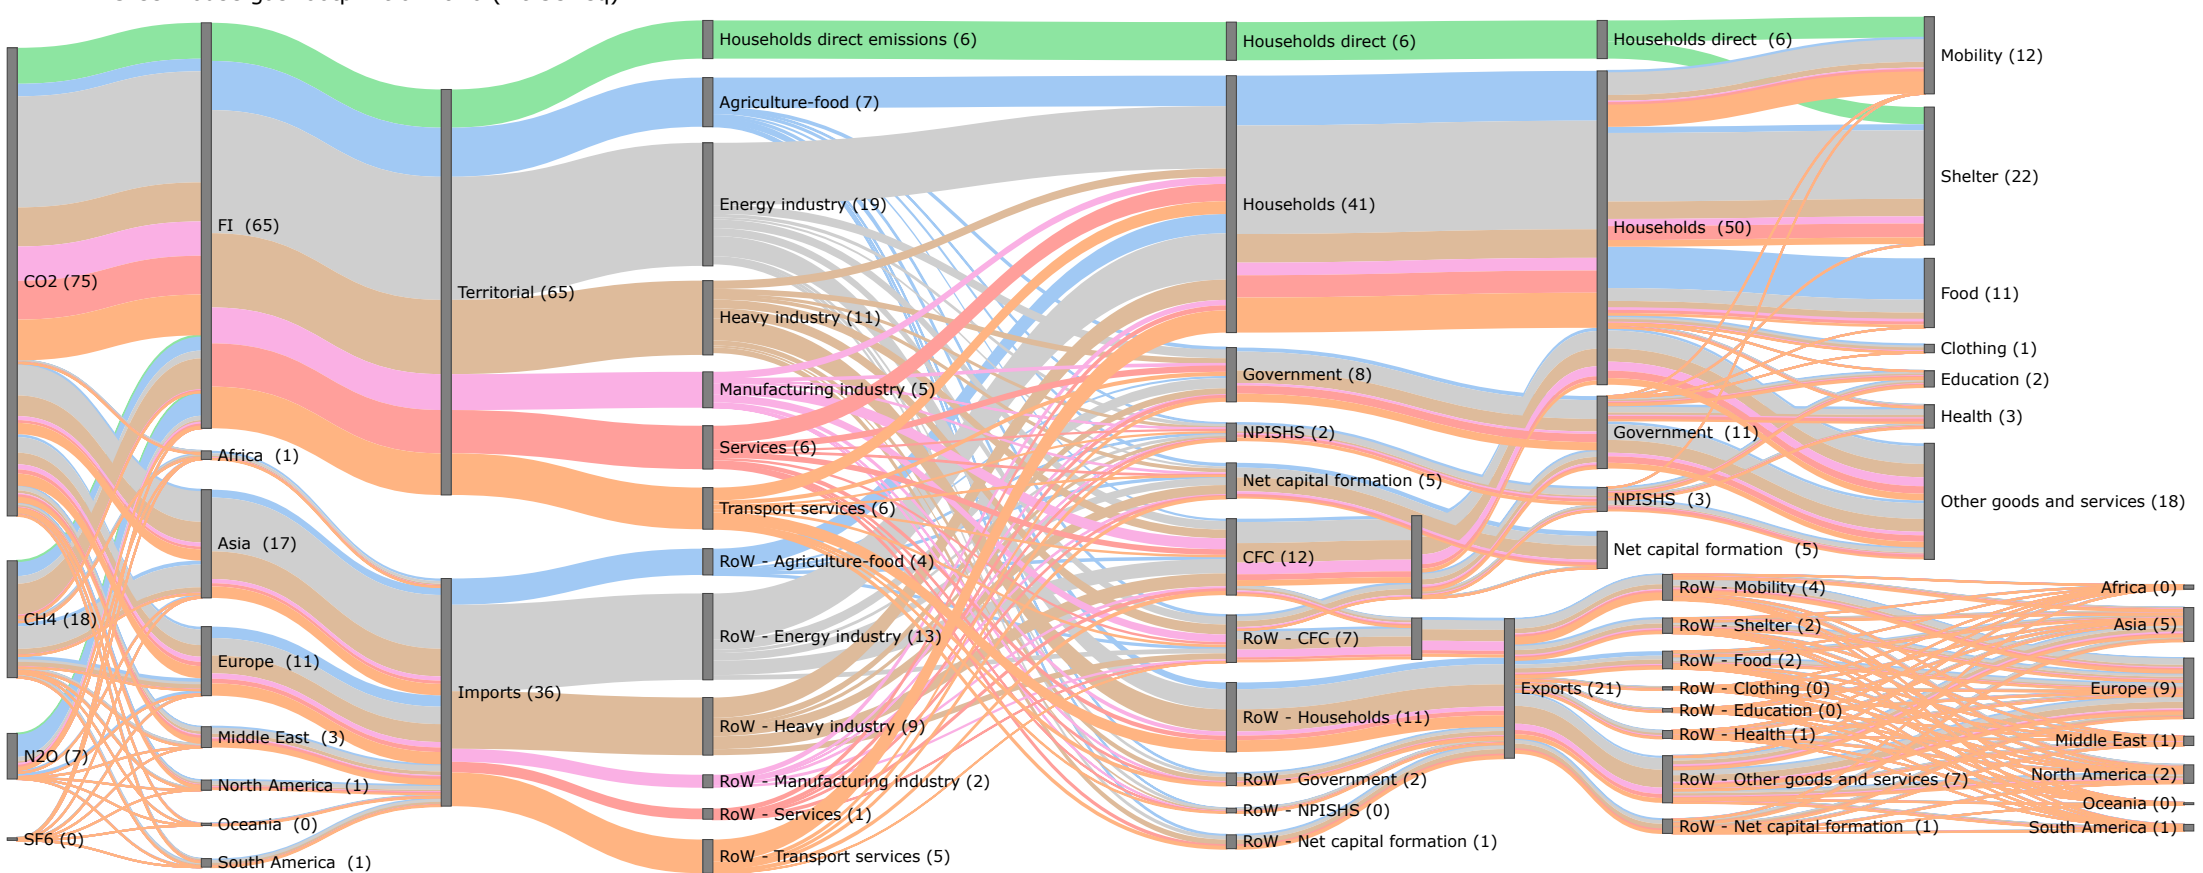 Households direct emissions (6)
Households direct (6)
Households direct  (6)
Mobility (12)
Agriculture-food (7)
Shelter (22)
Energy industry (19)
Households (41)
FI  (65)
Households  (50)
CO2 (75)
Territorial (65)
Food (11)
Heavy industry (11)
Clothing (1)
Government (8)
Education (2)
Manufacturing industry (5)
Health (3)
NPISHS (2)
Government  (11)
Services (6)
Africa  (1)
Net capital formation (5)
NPISHS  (3)
Other goods and services (18)
Transport services (6)
Asia  (17)
Net capital formation  (5)
CFC (12)
RoW - Agriculture-food (4)
RoW - Mobility (4)
Africa (0)
CH4 (18)
RoW - Shelter (2)
Asia (5)
RoW - Energy industry (13)
RoW - CFC (7)
Europe  (11)
RoW - Food (2)
Imports (36)
Exports (21)
RoW - Clothing (0)
Europe (9)
RoW - Education (0)
RoW - Households (11)
RoW - Heavy industry (9)
RoW - Health (1)
Middle East  (3)
Middle East (1)
N2O (7)
RoW - Other goods and services (7)
North America (2)
North America  (1)
RoW - Manufacturing industry (2)
RoW - Government (2)
Oceania (0)
RoW - NPISHS (0)
RoW - Services (1)
Oceania  (0)
RoW - Net capital formation  (1)
South America (1)
SF6 (0)
RoW - Net capital formation (1)
RoW - Transport services (5)
South America  (1)